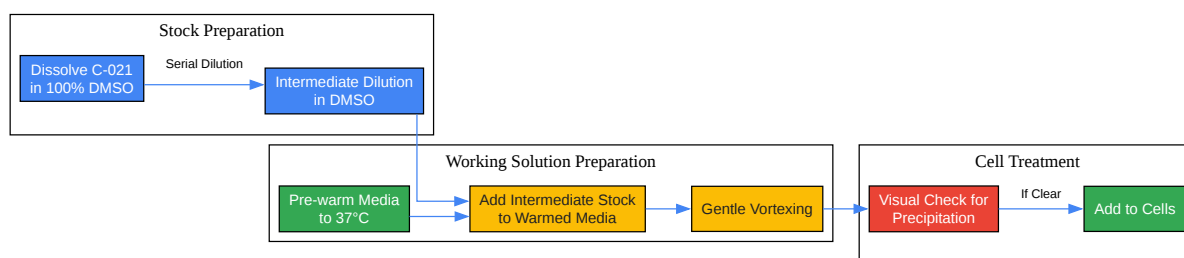 Stock Preparation
Dissolve C-021
in 100% DMSO
Serial Dilution
Intermediate Dilution
in DMSO
Working Solution Preparation
Pre-warm Media
to 37°C
Add Intermediate Stock
to Warmed Media
Gentle Vortexing
Cell Treatment
Visual Check for
Precipitation
If Clear
Add to Cells